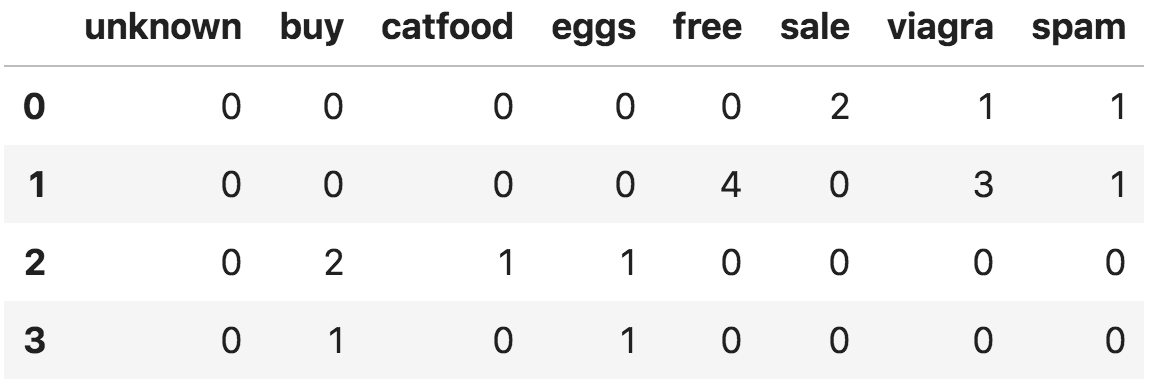 unknown buy catfood eggs free sale viagra spam
0 0 0 0 0 0 2 1 1
1 0 0 0 0 4 0 3 1
2 0 2 1 1 0 0 0 0
3 0 1 0 1 0 0 0 0